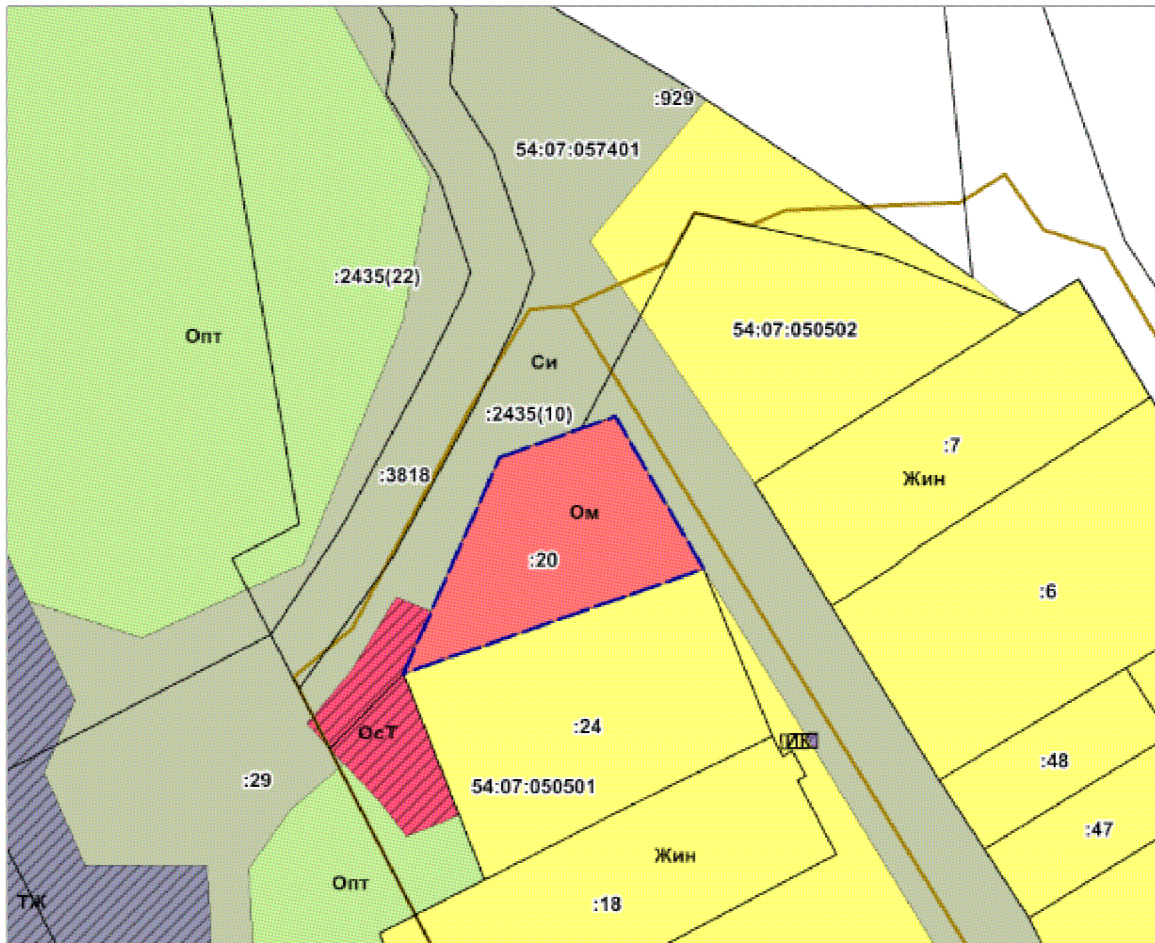 :929
54:07:057401
:2435(22)
54:07:050502
Опт
Си
:2435(10)
:7
:3818
Жин
Ом
:20
:6
:24
ОсТ
ИК
:48
:29
54:07:050501
:47
Жин
Опт
ТЖ
:18